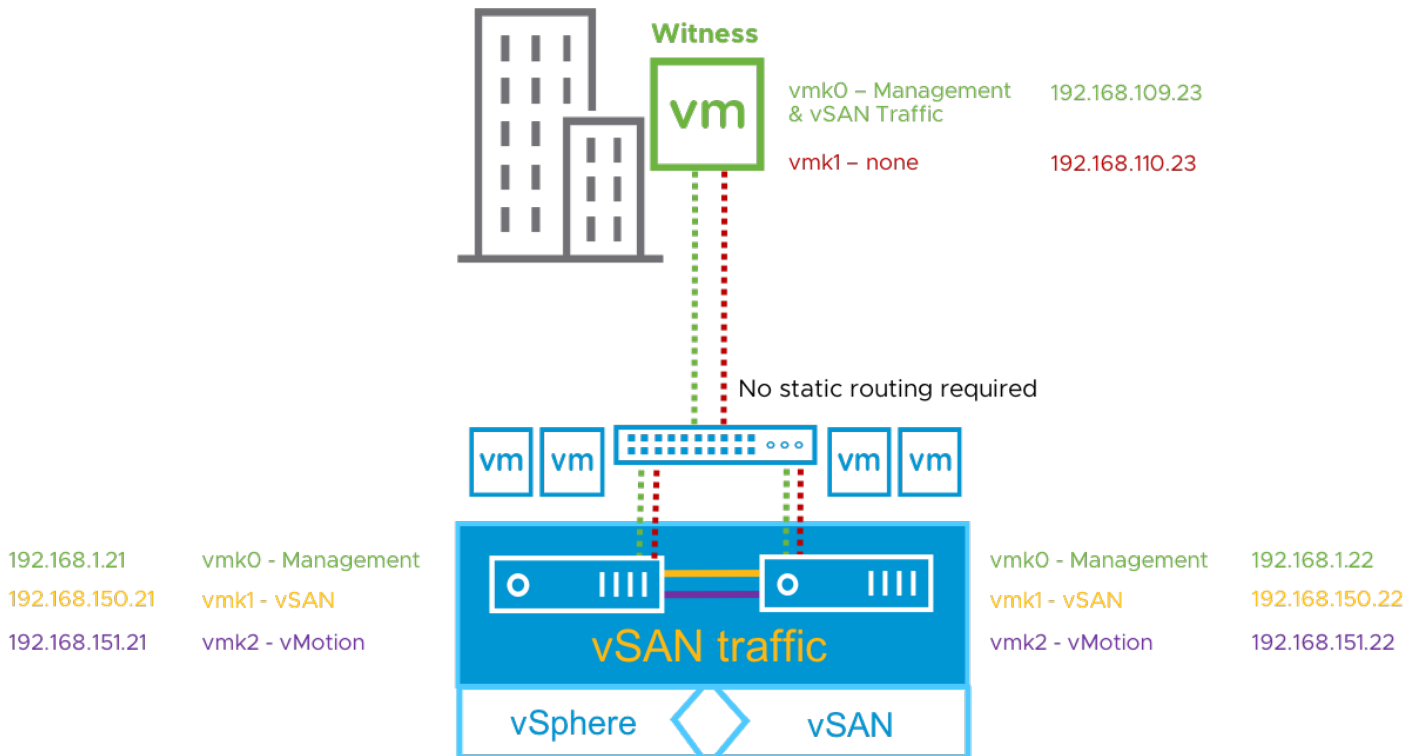 Witness
vm
vmk0 – Management
& vSAN Traffic
192.168.109.23
vmk1 – none
192.168.110.23
No static routing required
vm
vm
vm
vm
192.168.1.21
vmk0 - Management
192.168.150.21
vmk1 - vSAN
192.168.151.21
vmk2 - vMotion
vSAN traffic
vmk0 - Management
192.168.1.22
vmk1 - vSAN
192.168.150.22
vmk2 - vMotion
192.168.151.22
vSphere
vSAN